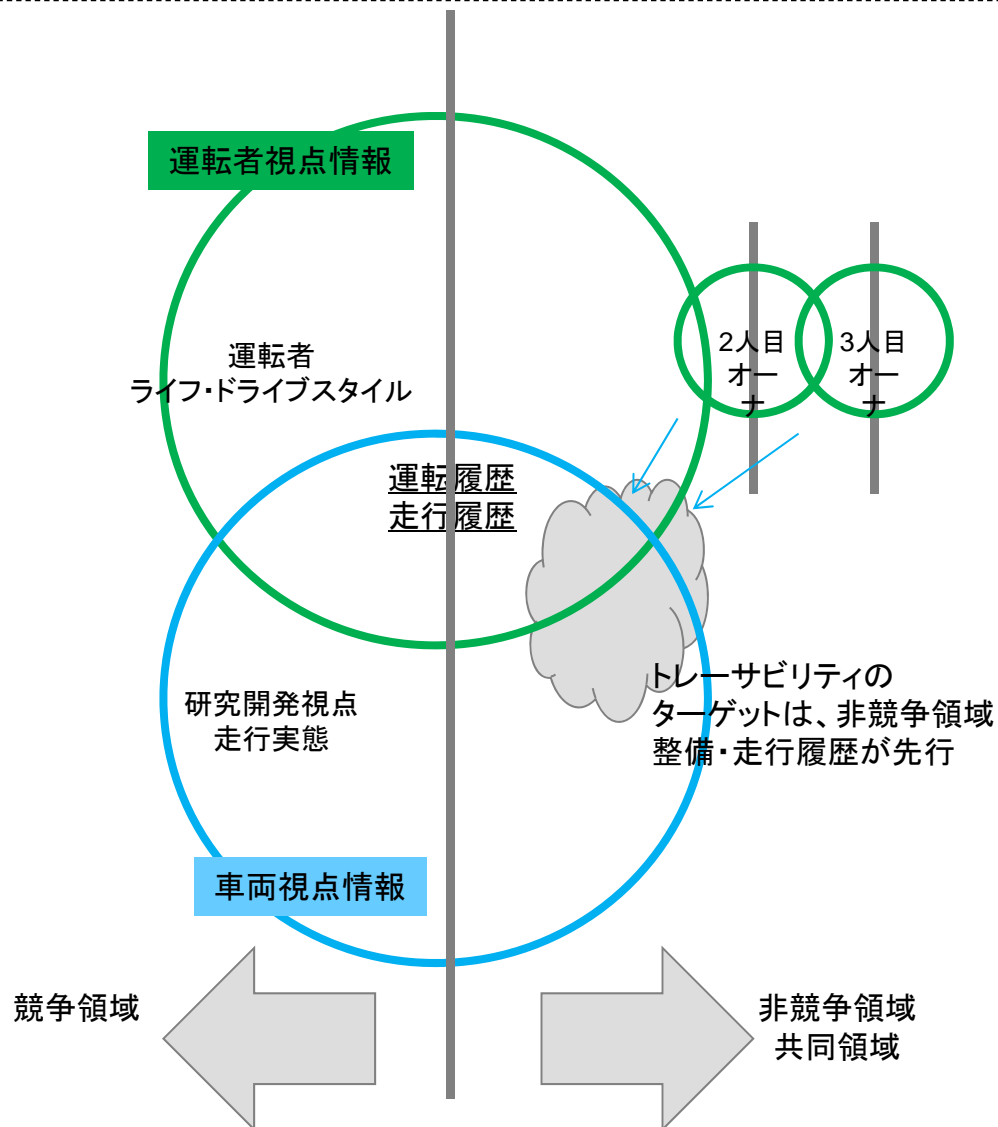 運転者視点情報
2人目
オー
ナ
3人目
オー
ナ
運転者
ライフ・ドライブスタイル
運転履歴
走行履歴
トレーサビリティの
ターゲットは、非競争領域
整備・走行履歴が先行
研究開発視点
走行実態
車両視点情報
競争領域
非競争領域
共同領域